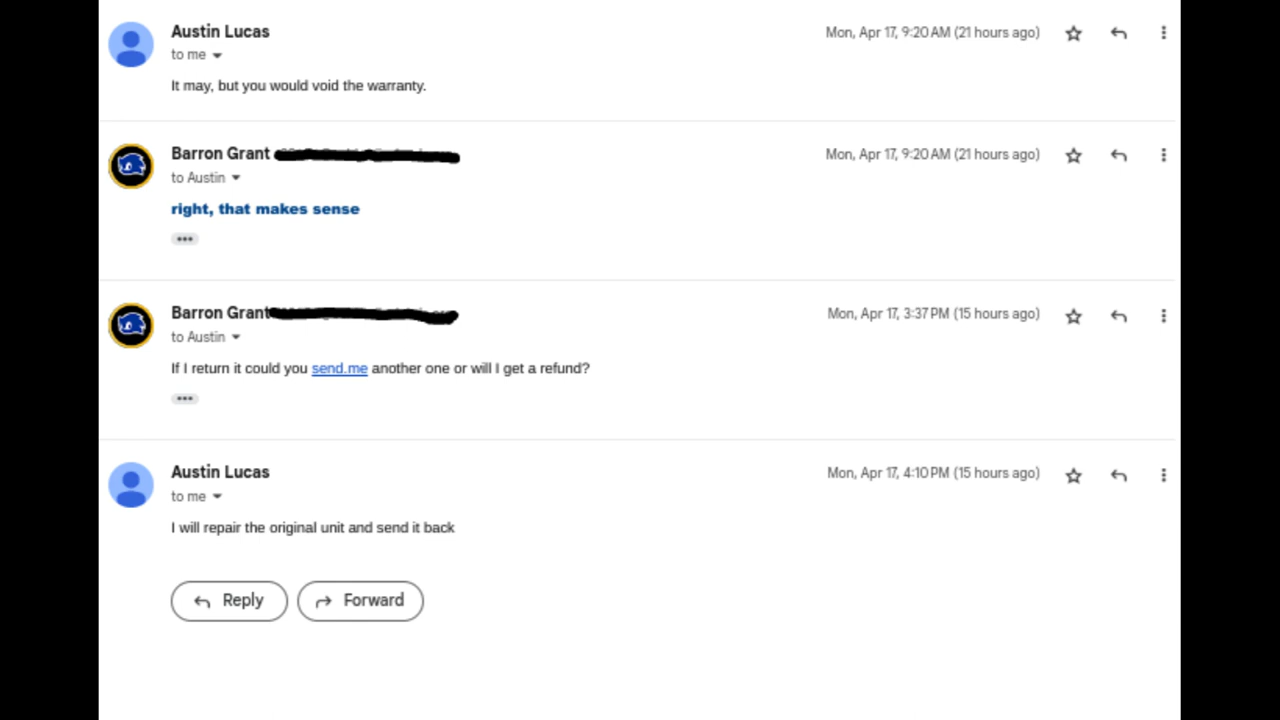 Austin Lucas Mon, Apr 17, 9:20 AM (21 hours ago)
to me
It may, but you would void the warranty.
Barron Grant Mon, Apr 17, 9:20 AM (21 hours ago)
to Austin
right, that makes sense
Barron Grant Mon, Apr 17, 3:37 PM (15 hours ago)
to Austin
If I return it could you send.me another one or will I get a refund?
Austin Lucas Mon, Apr 17, 4:10 PM (15 hours ago)
to me
I will repair the original unit and send it back
Reply Forward